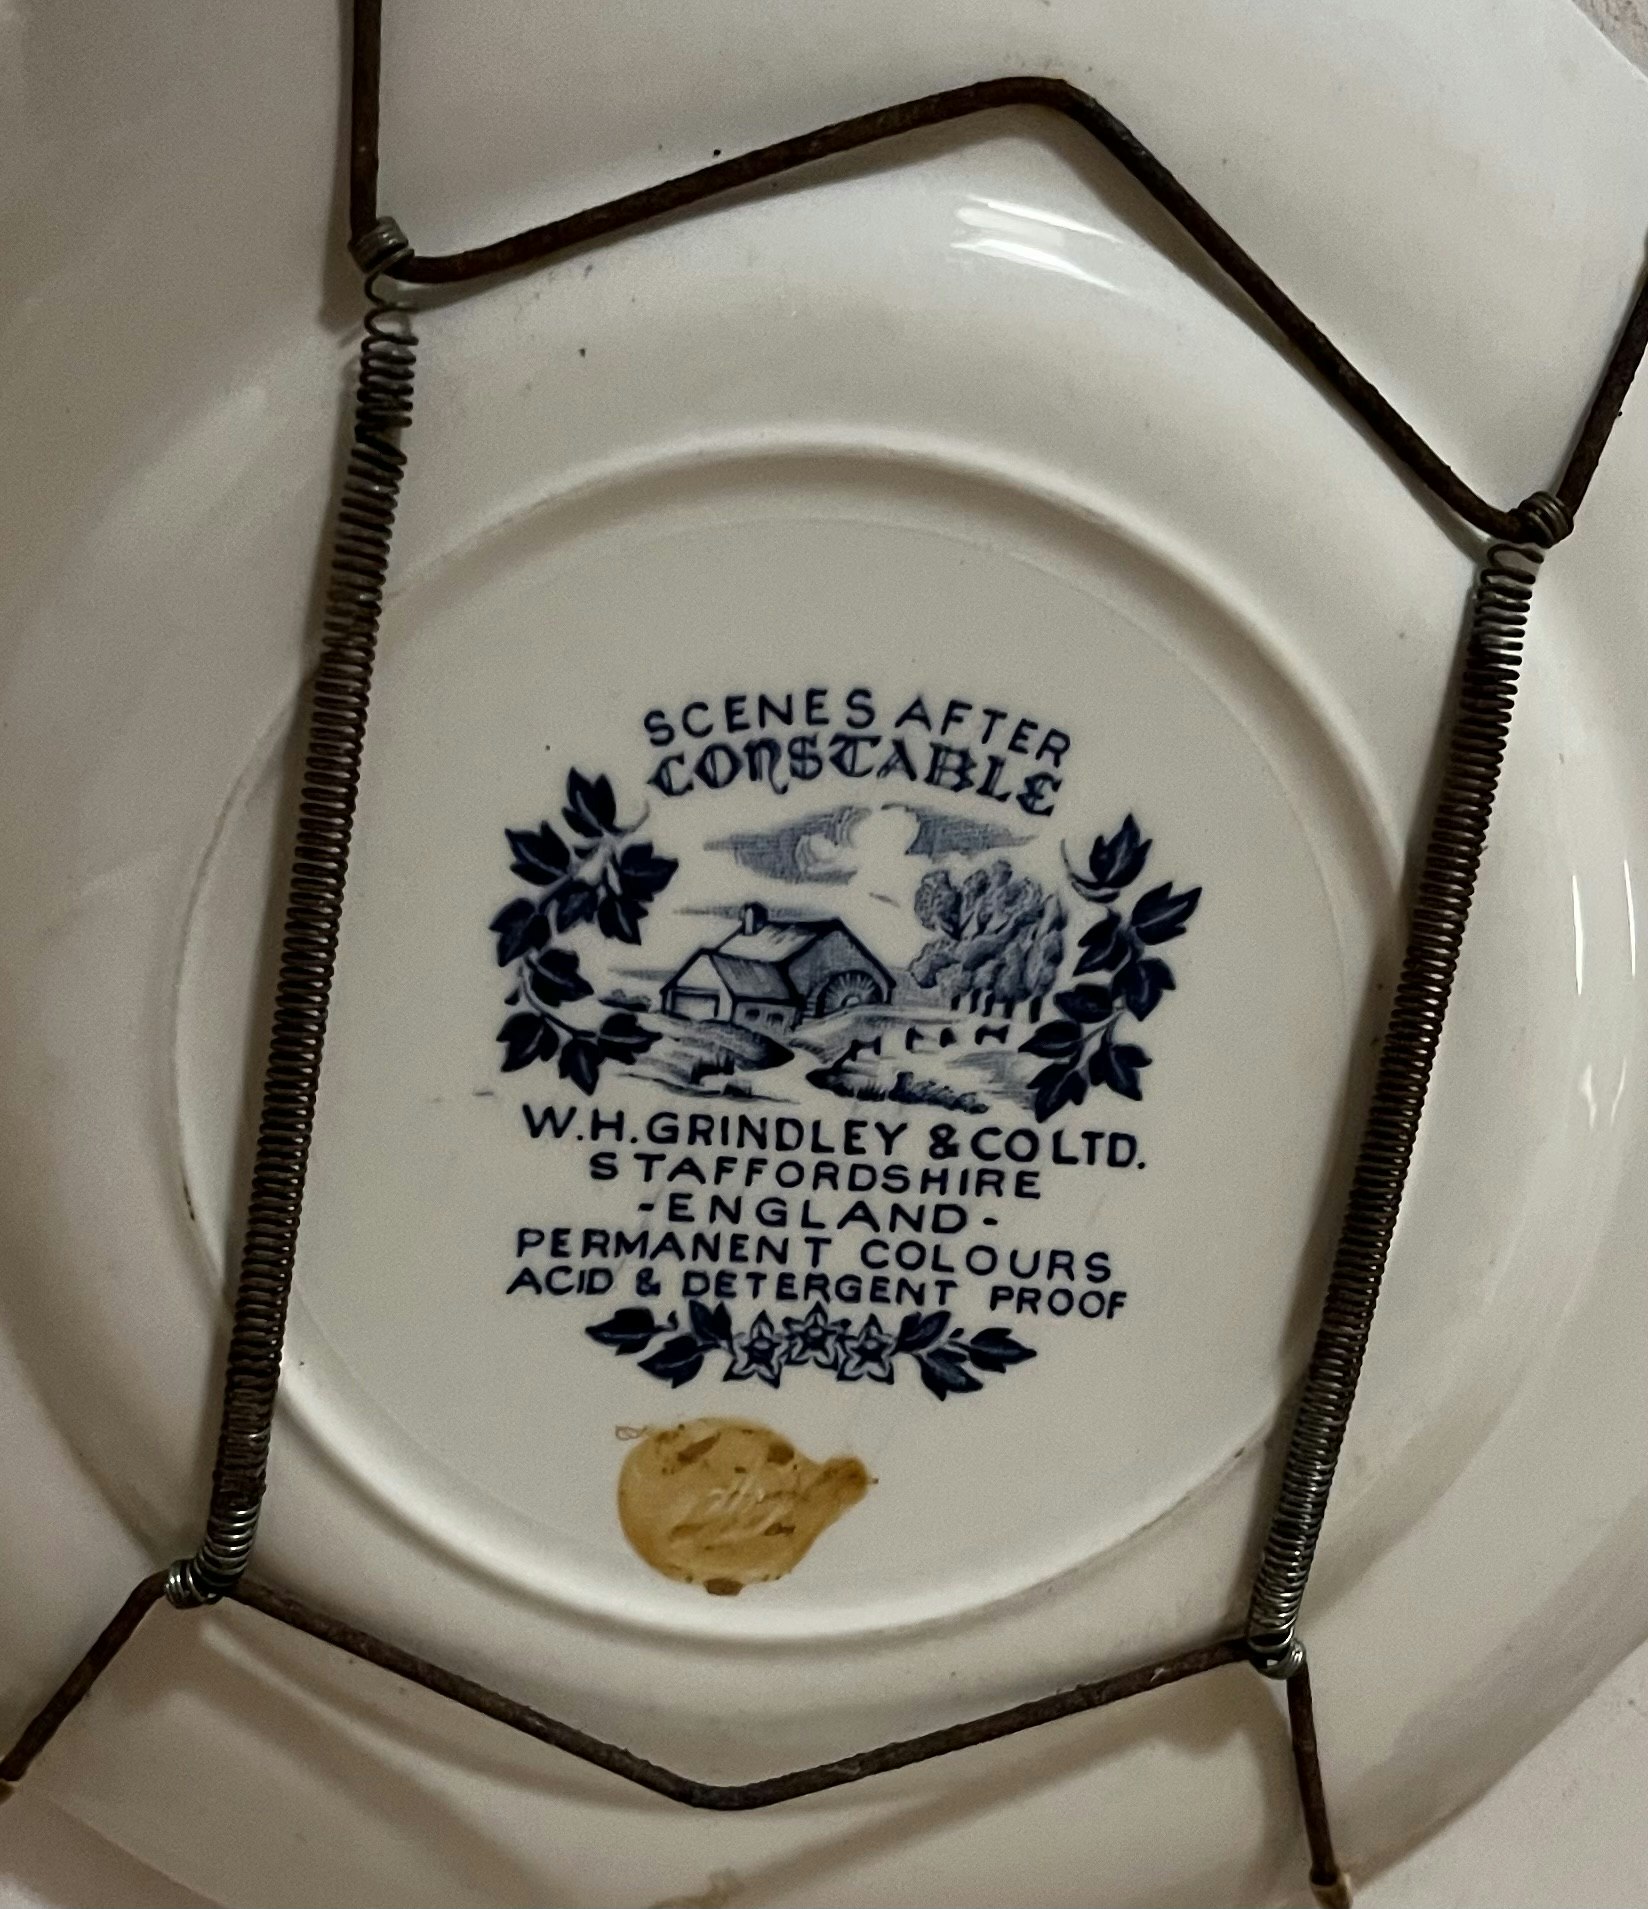 SCENES AFTER
CONSTABLE
W.H. GRINDLEY & CO LTD.
STAFFORDSHIRE
-ENGLAND-
PERMANENT COLOURS
ACID & DETERGENT PROOF